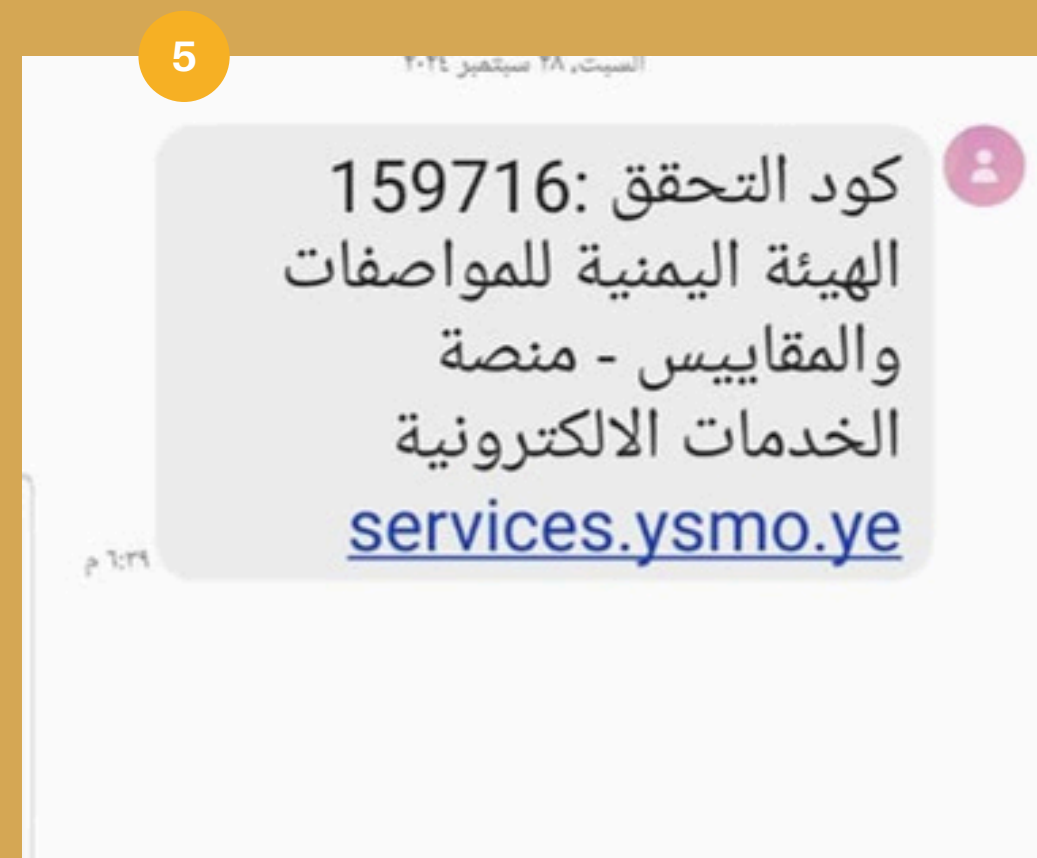 5
السبت، ٢٨ سبتمبر ٢٠٢٤
كود التحقق :159716
الهيئة اليمنية للمواصفات
والمقاييس - منصة
الخدمات الالكترونية
services.ysmo.ye
٦:٣٩ م